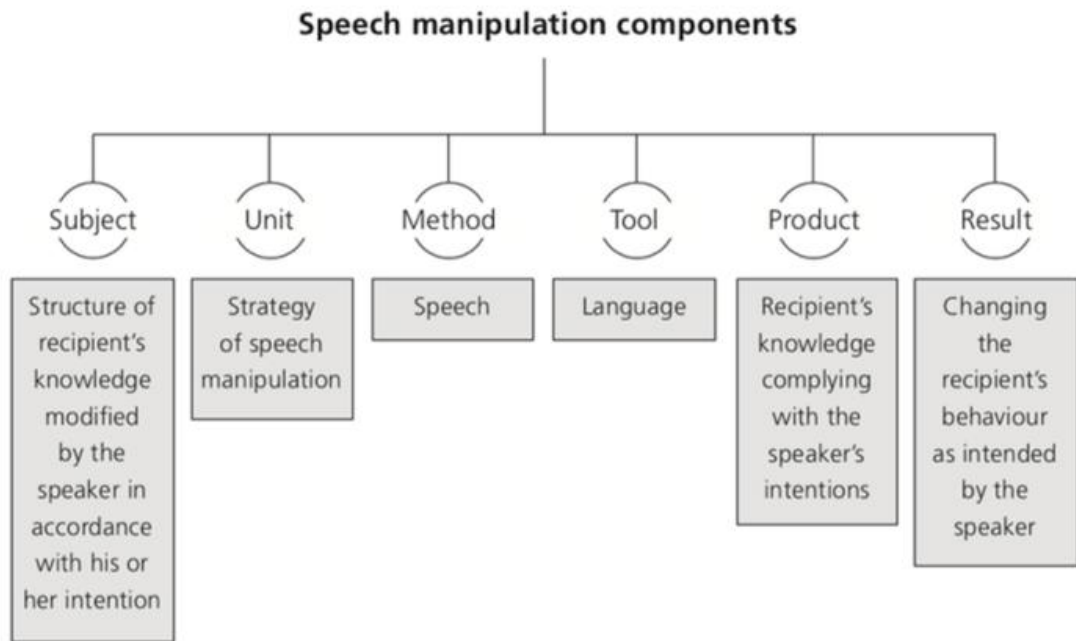 Speech manipulation components
Subject
Unit
Method
Tool
Product
Result
Structure of
recipient's
knowledge
modified
by the
speaker in
accordance
with his or
her intention
Strategy
of speech
manipulation
Speech
Language
Recipient's
knowledge
complying
with the
speaker's
intentions
Changing
the
recipient's
behaviour
as intended
by the
speaker